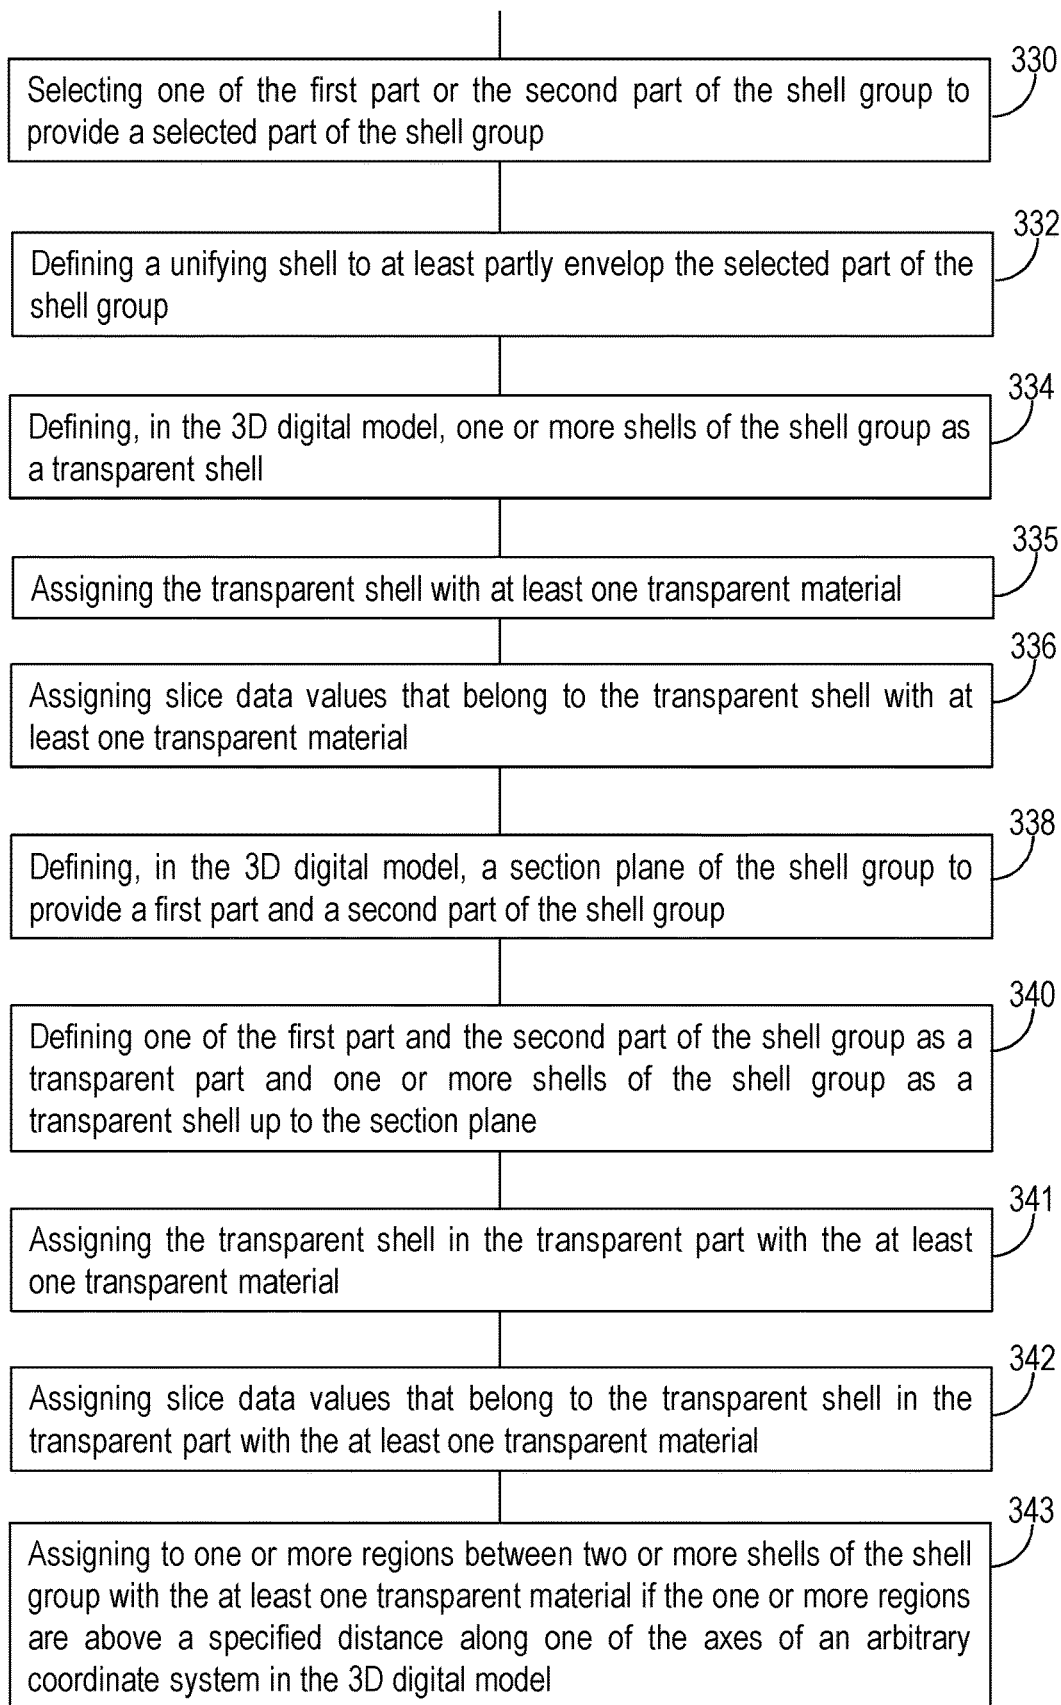 330
Selecting one of the first part or the second part of the shell group to
provide a selected part of the shell group
332
Defining a unifying shell to at least partly envelop the selected part of the
shell group
334
Defining, in the 3D digital model, one or more shells of the shell group as
a transparent shell
335
Assigning the transparent shell with at least one transparent material
336
Assigning slice data values that belong to the transparent shell with at
least one transparent material
338
Defining, in the 3D digital model, a section plane of the shell group to
provide a first part and a second part of the shell group
340
Defining one of the first part and the second part of the shell group as a
transparent part and one or more shells of the shell group as a
transparent shell up to the section plane
341
Assigning the transparent shell in the transparent part with the at least
one transparent material
342
Assigning slice data values that belong to the transparent shell in the
transparent part with the at least one transparent material
343
Assigning to one or more regions between two or more shells of the shell
group with the at least one transparent material if the one or more regions
are above a specified distance along one of the axes of an arbitrary
coordinate system in the 3D digital model